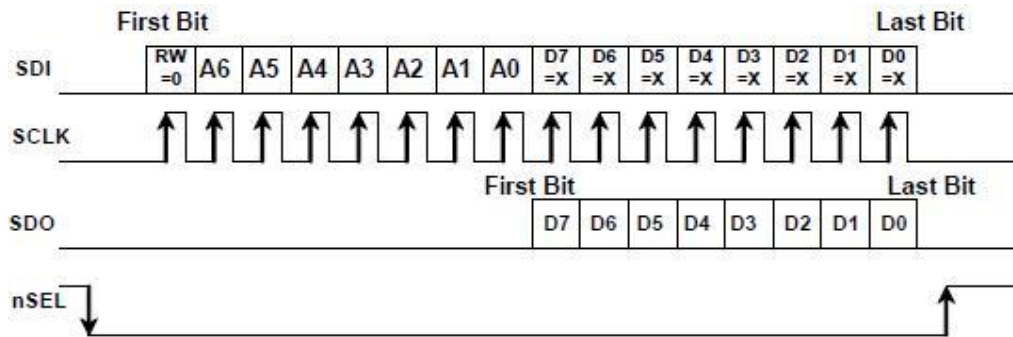 First Bit Last Bit
SDI RW =0 A6 A5 A4 A3 A2 A1 A0 D7 =X D6 =X D5 =X D4 =X D3 =X D2 =X D1 =X D0 =X
SCLK
First Bit Last Bit
SDO D7 D6 D5 D4 D3 D2 D1 D0
nSEL